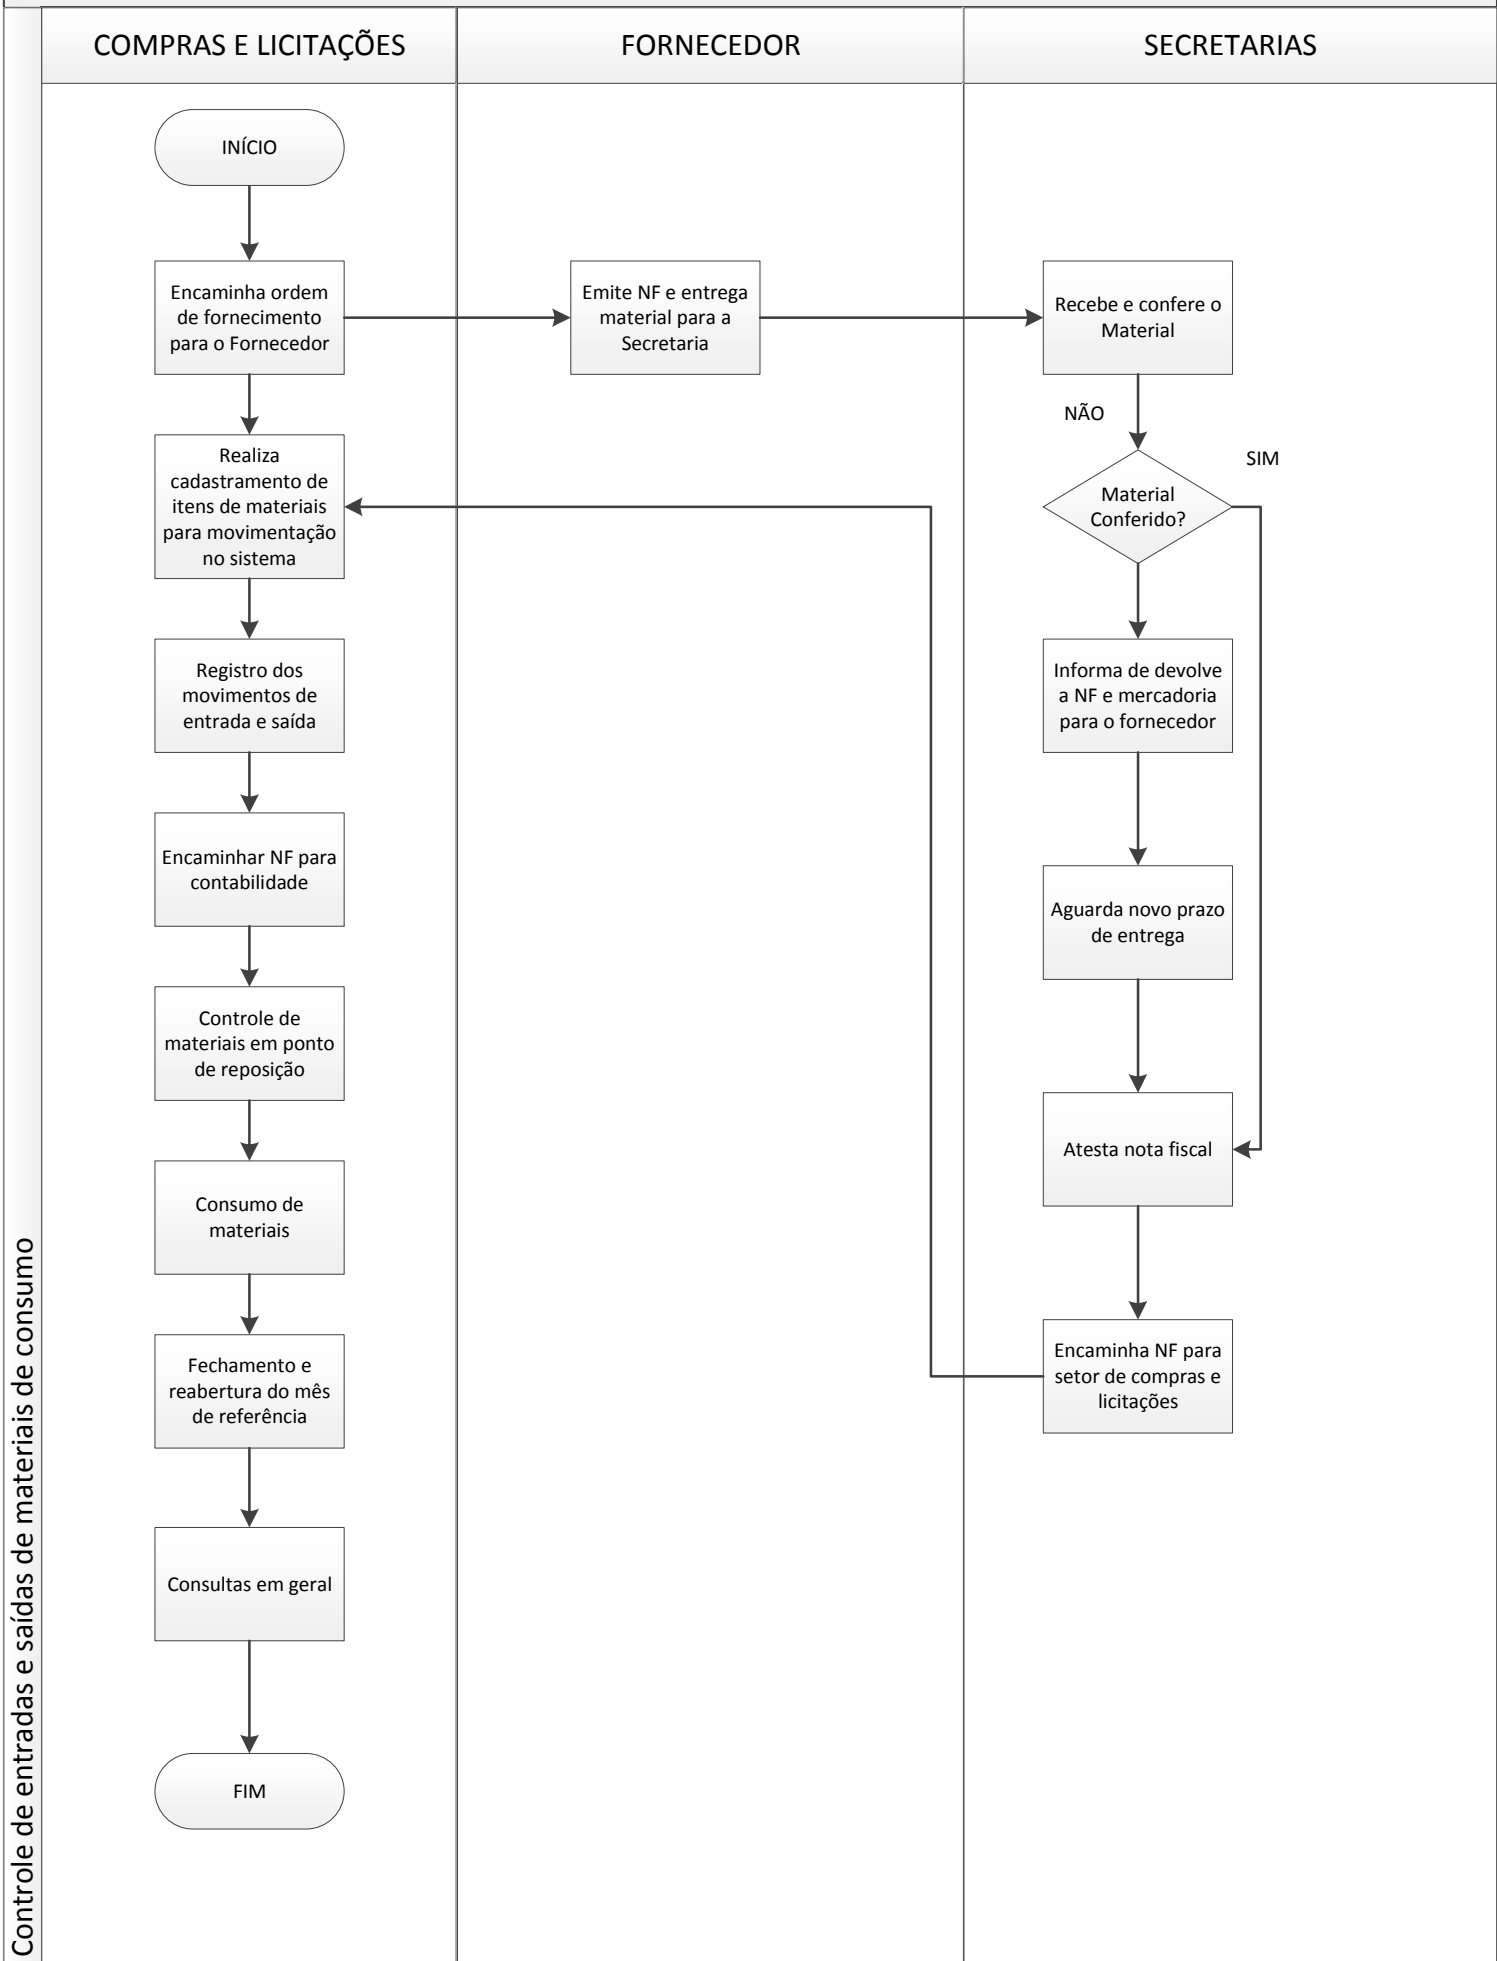 COMPRAS E LICITAÇÕES
FORNECEDOR
SECRETARIAS
INÍCIO
Encaminha ordem
de fornecimento
para o Fornecedor
Emite NF e entrega
material para a
Secretaria
Recebe e confere o
Material
NÃO
SIM
Realiza
cadastramento de
itens de materiais
para movimentação
no sistema
Material
Conferido?
Registro dos
movimentos de
entrada e saída
Informa de devolve
a NF e mercadoria
para o fornecedor
Encaminhar NF para
contabilidade
Aguarda novo prazo
de entrega
Controle de
materiais em ponto
de reposição
Atesta nota fiscal
Consumo de
materiais
Fechamento e
reabertura do mês
de referência
Encaminha NF para
setor de compras e
licitações
Consultas em geral
FIM
Controle de entradas e saídas de materiais de consumo